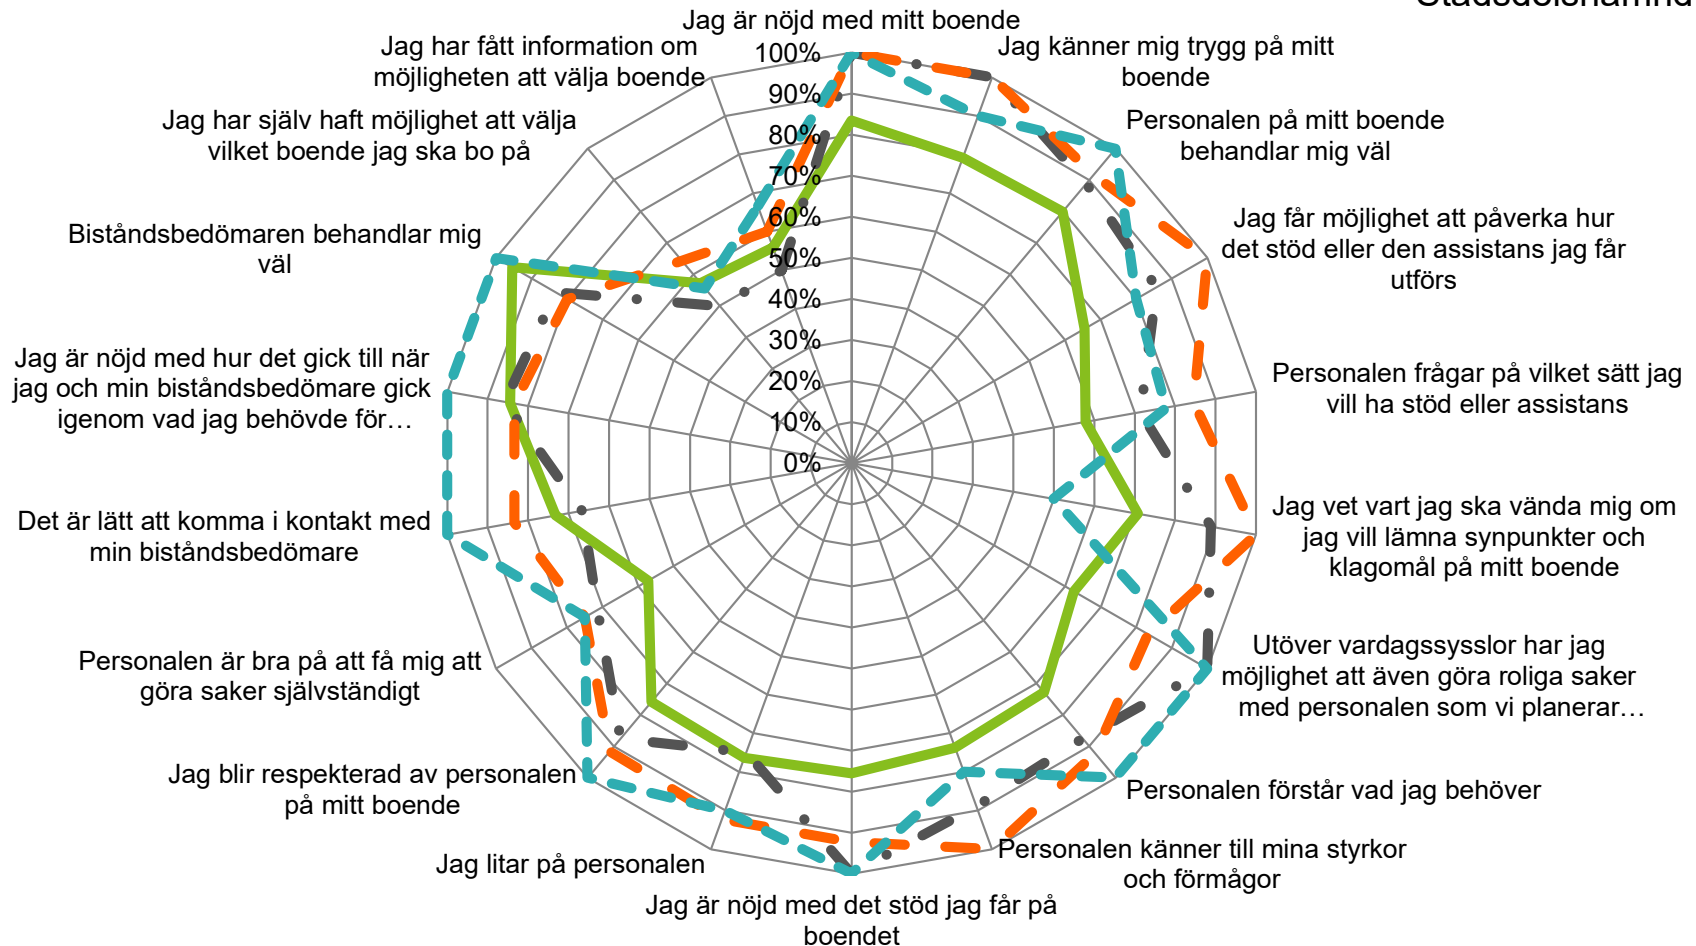 Stadsdelsnämnd
Jag är nöjd med mitt boende
Jag känner mig trygg på mitt
boende
Personalen på mitt boende
behandlar mig väl
Jag får möjlighet att påverka hur
det stöd eller den assistans jag får
utförs
Personalen frågar på vilket sätt jag
vill ha stöd eller assistans
Jag vet vart jag ska vända mig om
jag vill lämna synpunkter och
klagomål på mitt boende
Utöver vardagssysslor har jag
möjlighet att även göra roliga saker
med personalen som vi planerar…
Personalen förstår vad jag behöver
Personalen känner till mina styrkor
och förmågor
Jag är nöjd med det stöd jag får på
boendet
Jag litar på personalen
Jag blir respekterad av personalen
på mitt boende
Personalen är bra på att få mig att
göra saker självständigt
Det är lätt att komma i kontakt med
min biståndsbedömare
Jag är nöjd med hur det gick till när
jag och min biståndsbedömare gick
igenom vad jag behövde för…
Biståndsbedömaren behandlar mig
väl
Jag har själv haft möjlighet att välja
vilket boende jag ska bo på
Jag har fått information om
möjligheten att välja boende
100%
90%
80%
70%
60%
50%
40%
30%
20%
10%
0%